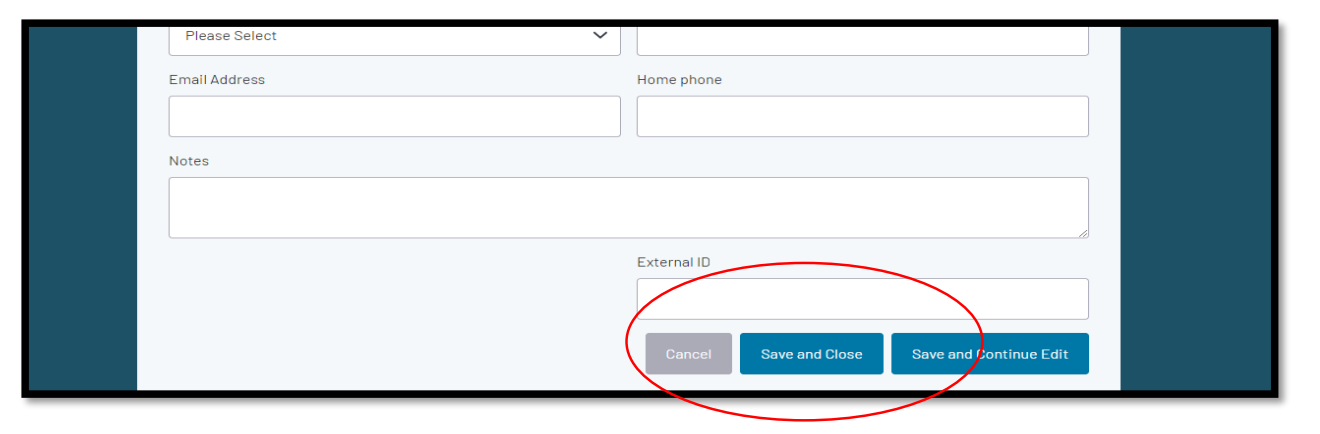 Please Select
Email Address Home phone
Notes
External ID
Cancel Save and Close Save and Continue Edit